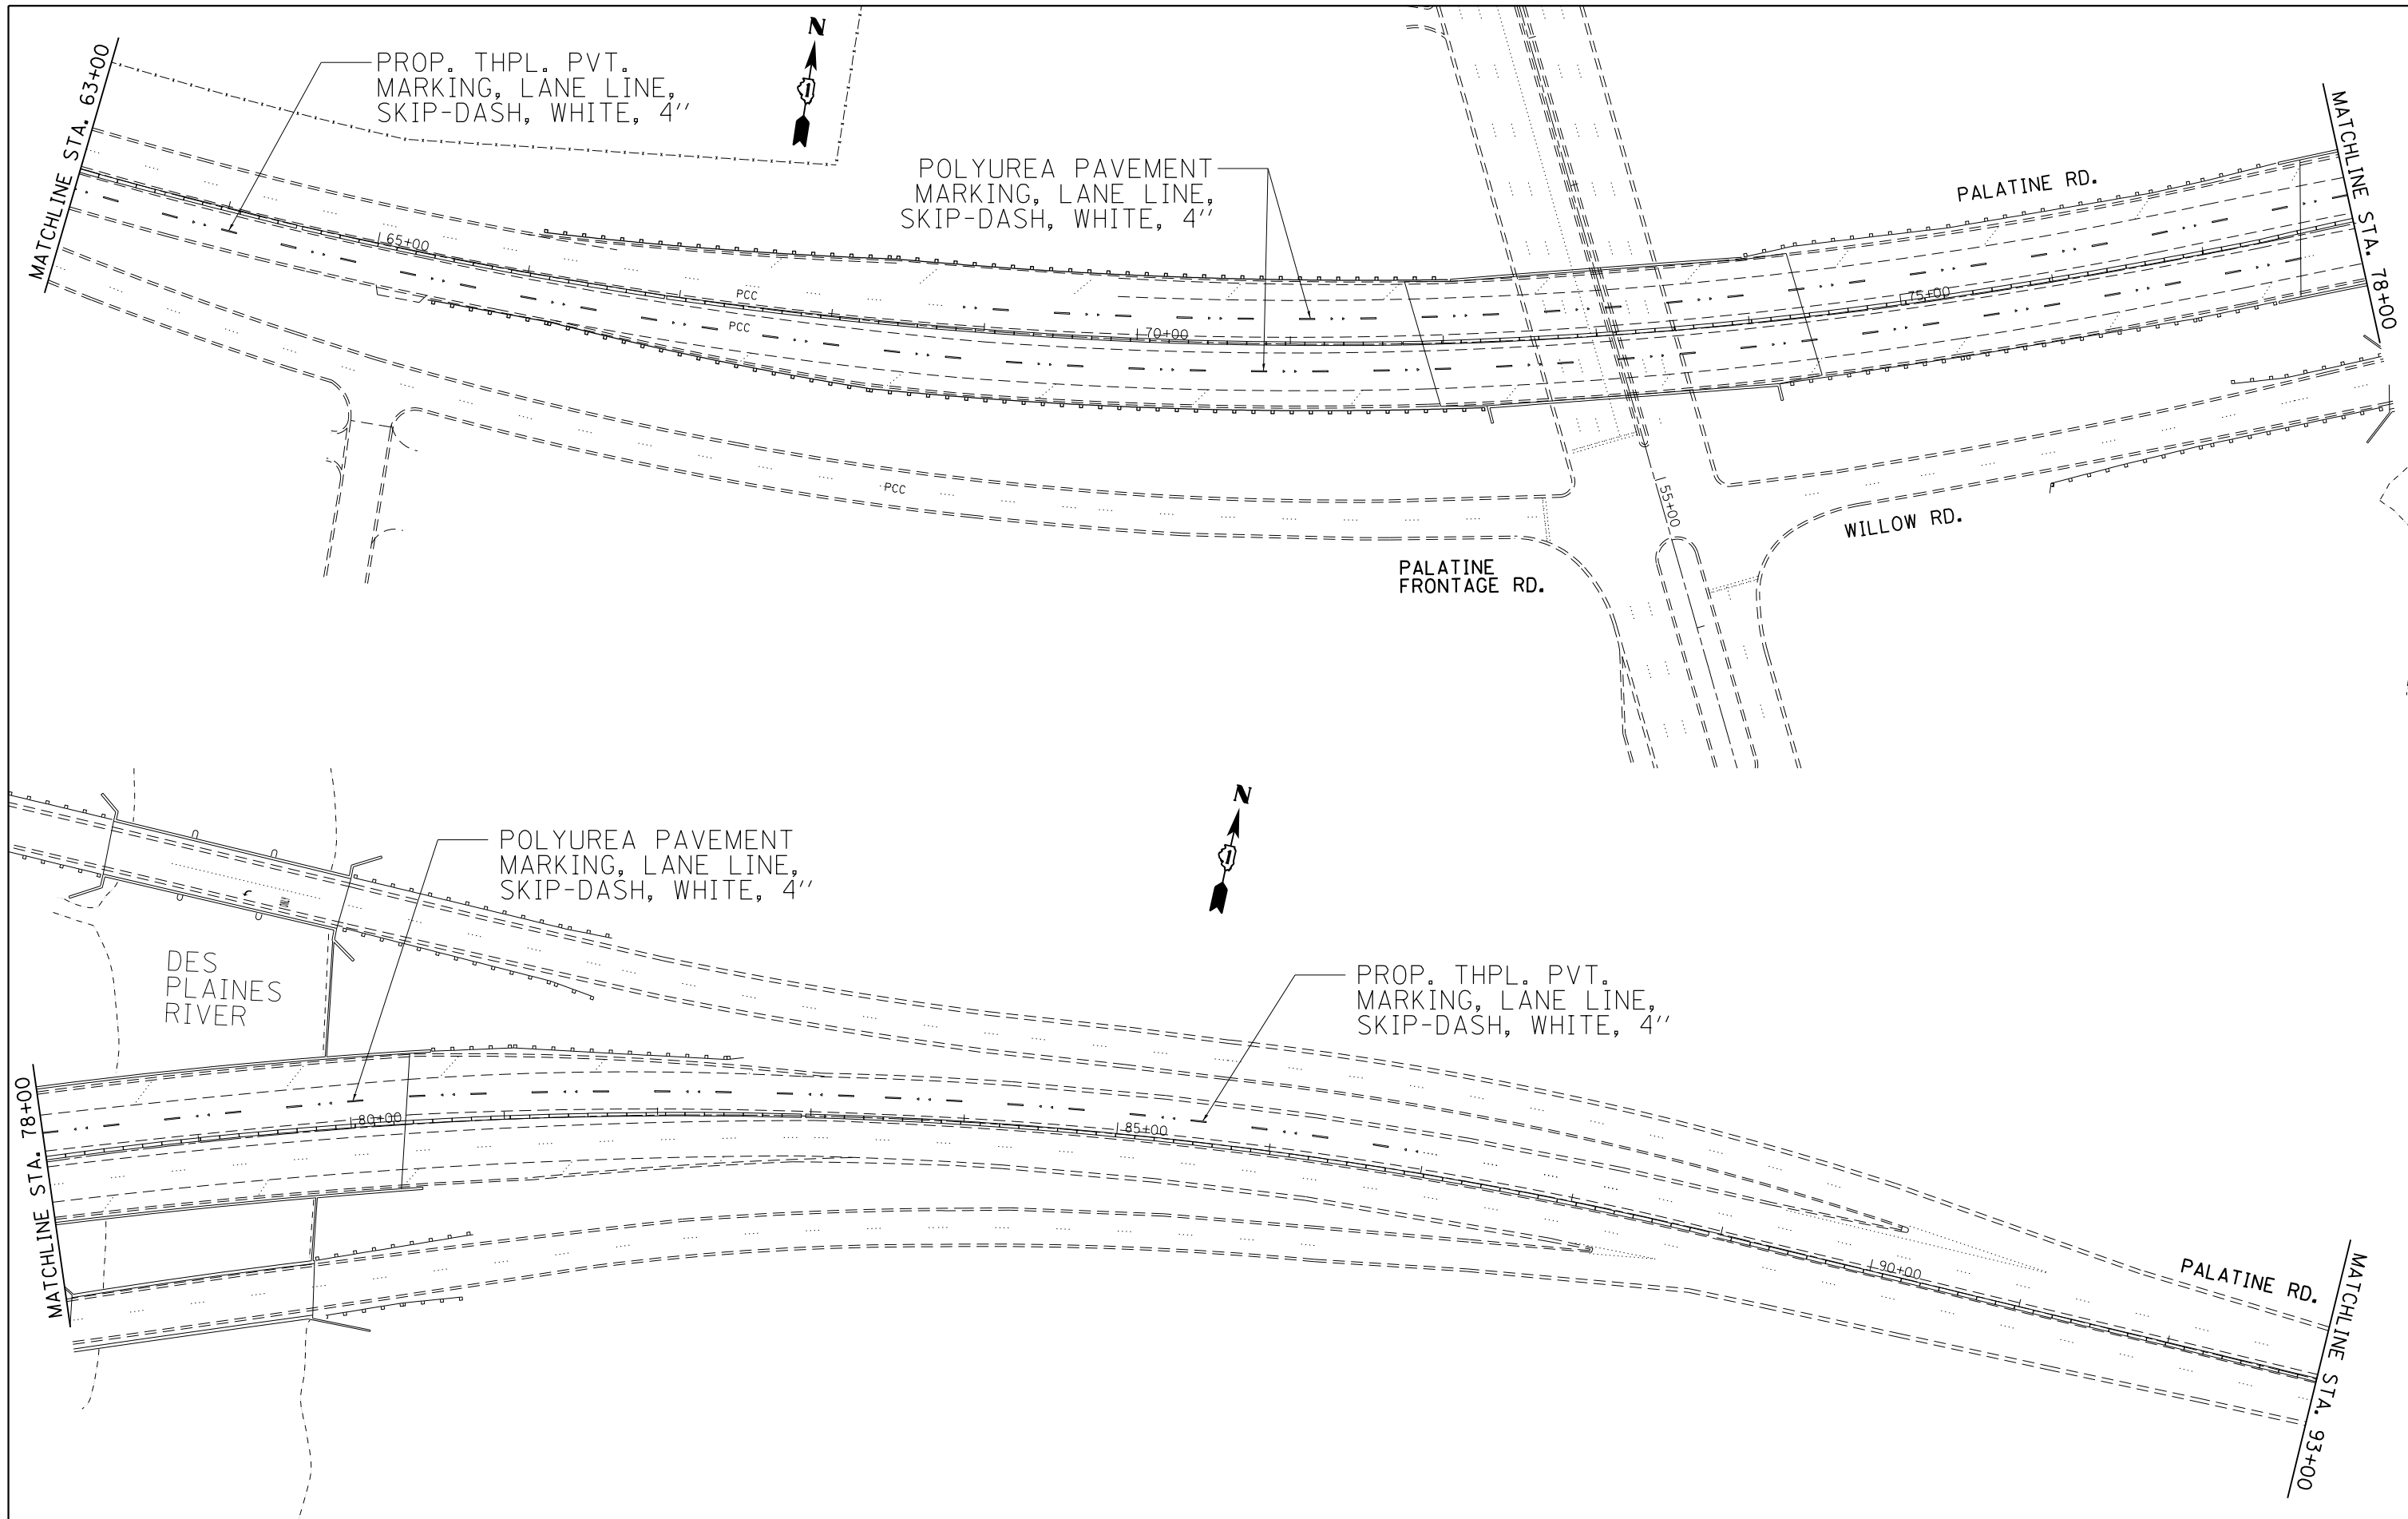 MATCHLINE STA. 63+00
PROP. THPL. PVT.
MARKING, LANE LINE,
SKIP-DASH, WHITE, 4''
N
POLYUREA PAVEMENT
MARKING, LANE LINE,
SKIP-DASH, WHITE, 4''
PALATINE RD.
MATCHLINE STA. 78+00
65+00
PCC
PCC
70+00
75+00
PCC
55+00
WILLOW RD.
PALATINE
FRONTAGE RD.
N
POLYUREA PAVEMENT
MARKING, LANE LINE,
SKIP-DASH, WHITE, 4''
DES
PLAINES
RIVER
PROP. THPL. PVT.
MARKING, LANE LINE,
SKIP-DASH, WHITE, 4''
MATCHLINE STA. 78+00
80+00
85+00
90+00
PALATINE RD.
MATCHLINE STA. 93+00